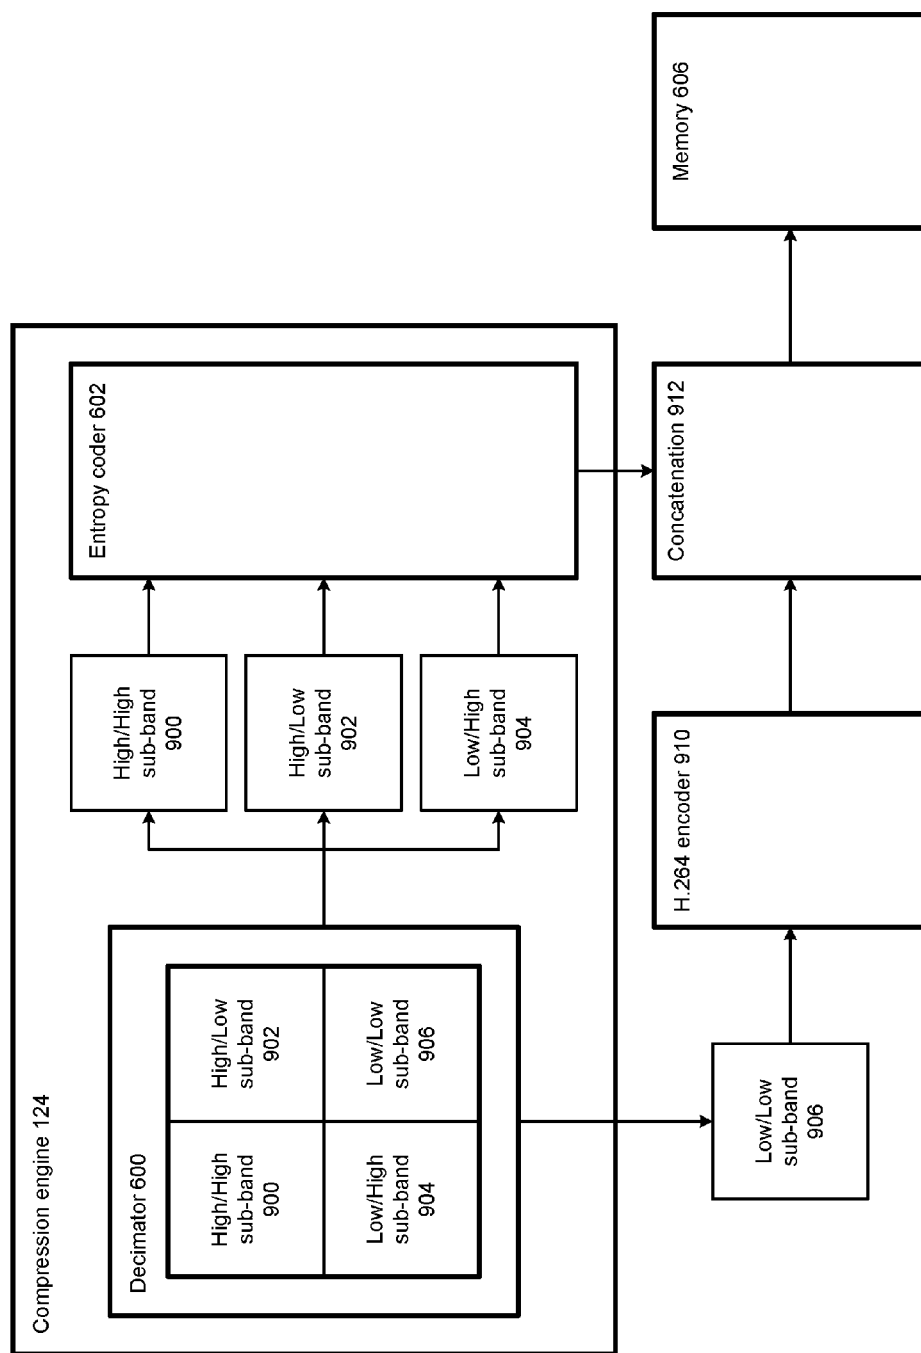 Compression engine 124
Decimator 600
High/High
sub-band
900
High/Low
sub-band
902
Low/High
sub-band
904
Low/Low
sub-band
906
High/High
sub-band
900
High/Low
sub-band
902
Low/High
sub-band
904
Entropy coder 602
Low/Low
sub-band
906
H.264 encoder 910
Concatenation 912
Memory 606